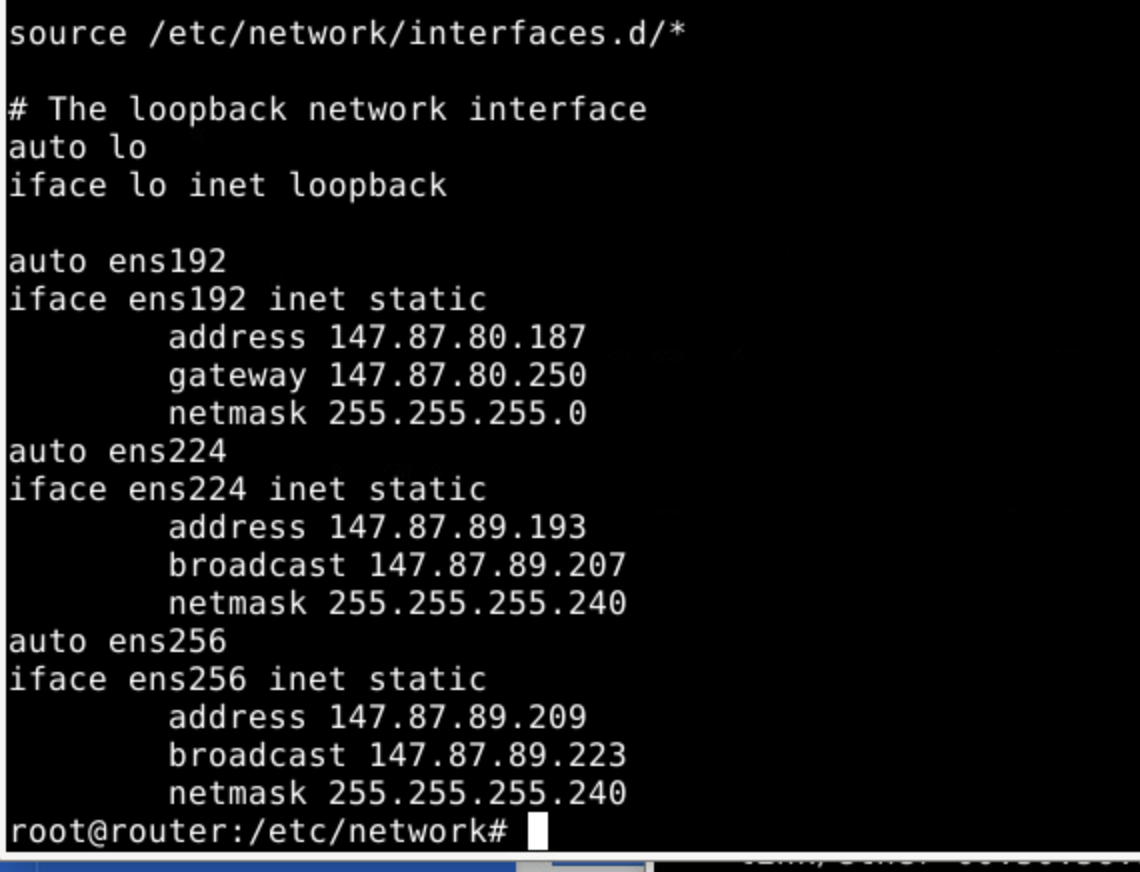 source /etc/network/interfaces.d/*
# The loopback network interface
auto lo
iface lo inet loopback
auto ens192
iface ens192 inet static
address 147.87.80.187
gateway 147.87.80.250
netmask 255.255.255.0
auto ens224
iface ens224 inet static
address 147.87.89.193
broadcast 147.87.89.207
netmask 255.255.255.240
auto ens256
iface ens256 inet static
address 147.87.89.209
broadcast 147.87.89.223
netmask 255.255.255.240
root@router:/etc/network#